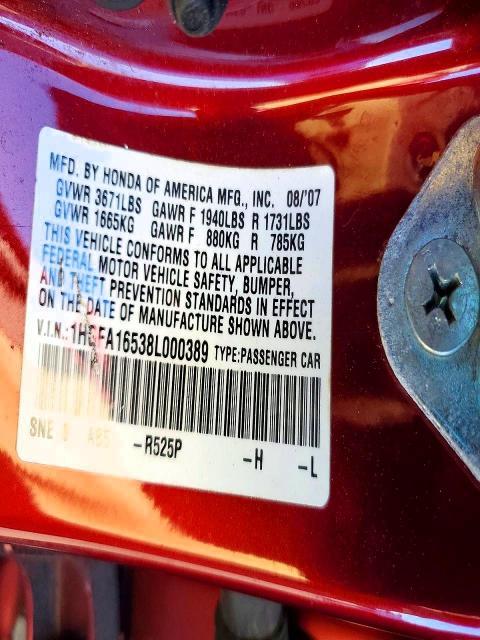 MFD. BY HONDA OF AMERICA MFG., INC. 08/'07
GVWR 3671LBS GAWR F 1940LBS R 1731LBS
GVWR 1665KG GAWR F 880KG R 785KG
THIS VEHICLE CONFORMS TO ALL APPLICABLE
FEDERAL MOTOR VEHICLE SAFETY, BUMPER,
AND THEFT PREVENTION STANDARDS IN EFFECT
ON THE DATE OF MANUFACTURE SHOWN ABOVE.
V.I.N.: TYPE:PASSENGER CAR
SNE -R525P -H -L